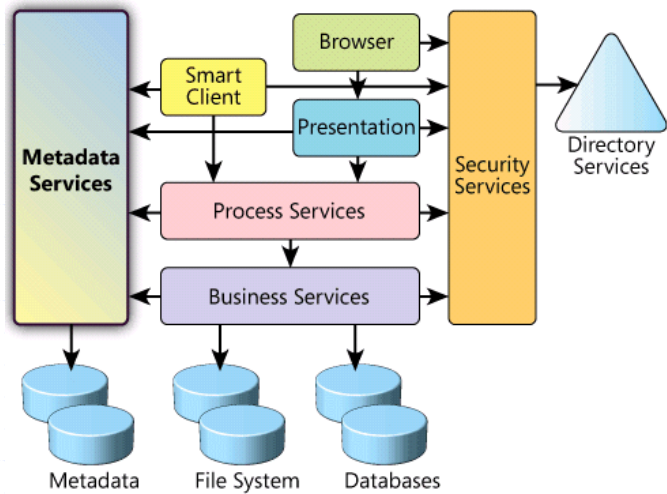 Browser
Smart
Client
Presentation
Metadata
Services
Security
Services
Directory
Services
Process Services
Business Services
Metadata
File System
Databases